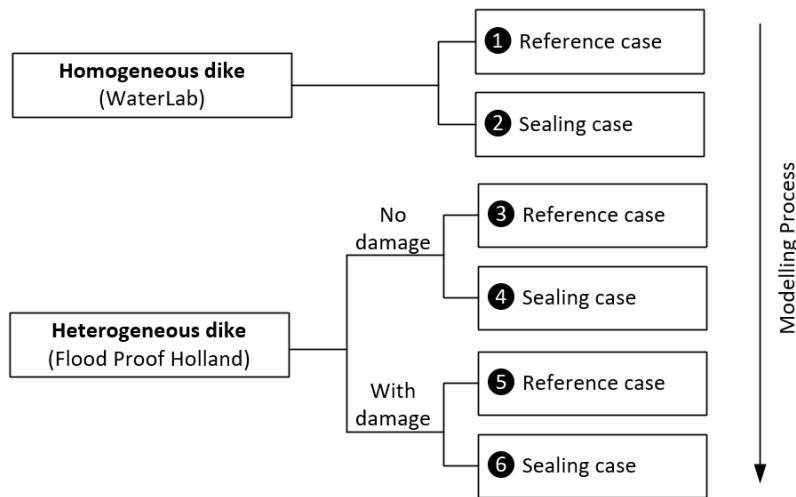 Homogeneous dike
(WaterLab)
1 Reference case
2 Sealing case
Heterogeneous dike
(Flood Proof Holland)
No
damage
3 Reference case
4 Sealing case
With
damage
5 Reference case
6 Sealing case
Modelling Process